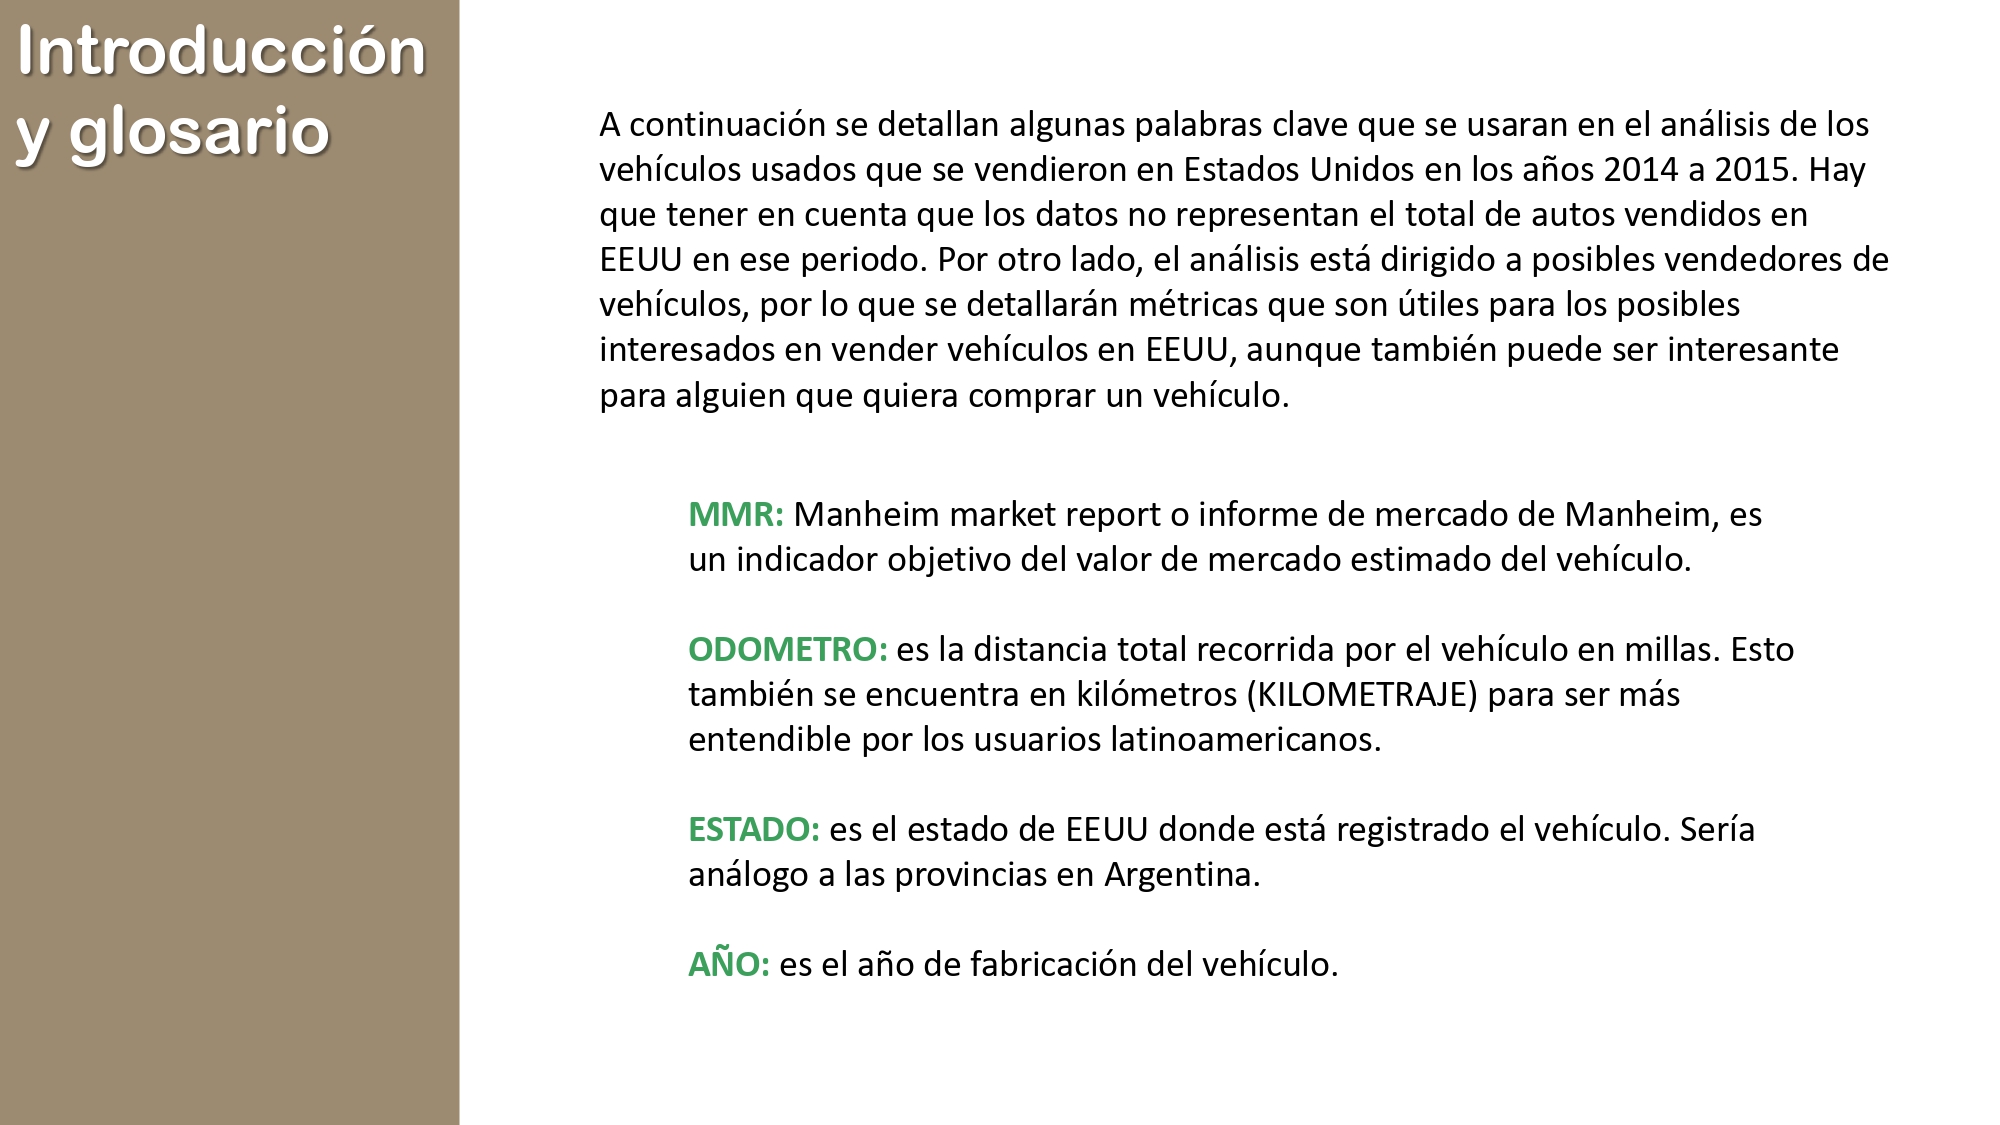 Introducción
y glosario
A continuación se detallan algunas palabras clave que se usaran en el análisis de los
vehículos usados que se vendieron en Estados Unidos en los años 2014 a 2015. Hay
que tener en cuenta que los datos no representan el total de autos vendidos en
EEUU en ese periodo. Por otro lado, el análisis está dirigido a posibles vendedores de
vehículos, por lo que se detallarán métricas que son útiles para los posibles
interesados en vender vehículos en EEUU, aunque también puede ser interesante
para alguien que quiera comprar un vehículo.
MMR: Manheim market report o informe de mercado de Manheim, es
un indicador objetivo del valor de mercado estimado del vehículo.
ODOMETRO: es la distancia total recorrida por el vehículo en millas. Esto
también se encuentra en kilómetros (KILOMETRAJE) para ser más
entendible por los usuarios latinoamericanos.
ESTADO: es el estado de EEUU donde está registrado el vehículo. Sería
análogo a las provincias en Argentina.
AÑO: es el año de fabricación del vehículo.